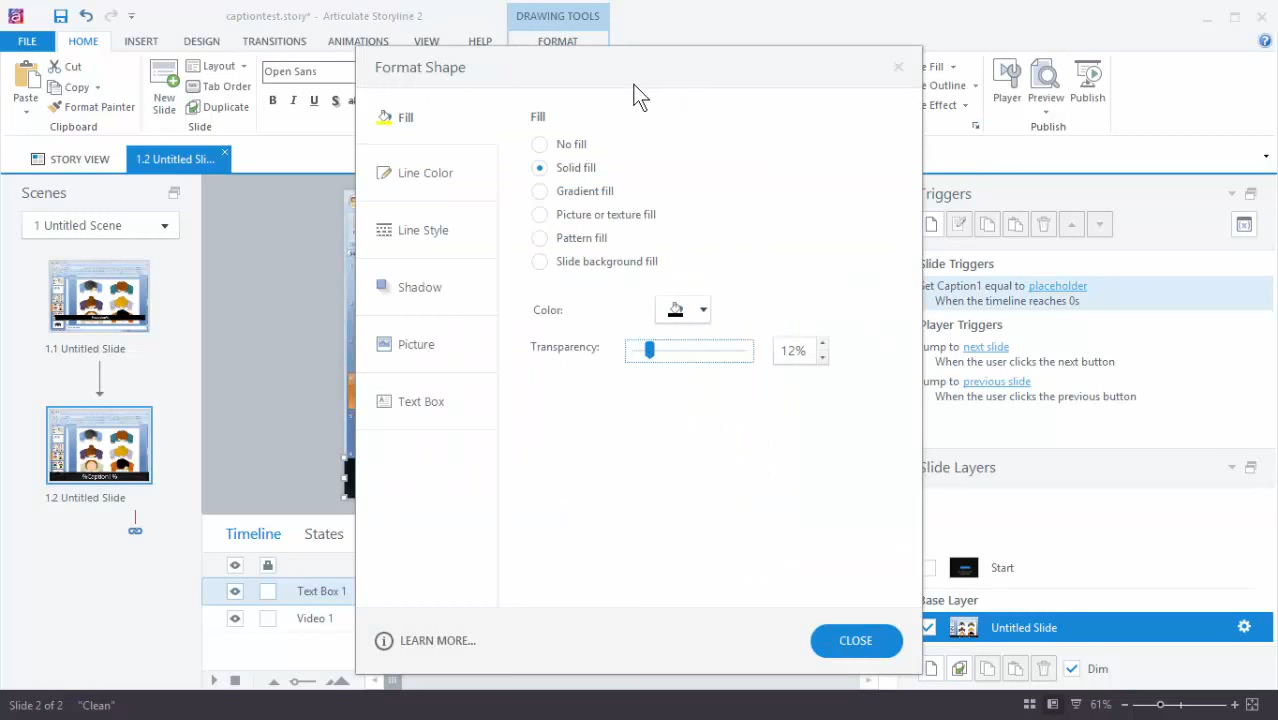 captiontest.story* - Articulate Storyline 2
DRAWING TOOLS
FILE
HOME
INSERT
DESIGN
TRANSITIONS
ANIMATIONS
VIEW
HELP
FORMAT
Paste
Cut
Copy
Format Painter
Clipboard
New
Slide
Layout
Tab Order
Duplicate
Slide
Open Sans
B I U S ab
Fill
Outline
Effect
Player
Preview
Publish
Publish
STORY VIEW
1.2 Untitled Sli...
Scenes
1 Untitled Scene
1.1 Untitled Slide
%Caption1%
1.2 Untitled Slide
Format Shape
Fill
Line Color
Line Style
Shadow
Picture
Text Box
Fill
No fill
Solid fill
Gradient fill
Picture or texture fill
Pattern fill
Slide background fill
Color:
Transparency:
12%
LEARN MORE...
CLOSE
Timeline
States
Text Box 1
Video 1
Triggers
Slide Triggers
et Caption1 equal to placeholder
When the timeline reaches 0s
Player Triggers
ump to next slide
When the user clicks the next button
ump to previous slide
When the user clicks the previous button
Slide Layers
Start
Base Layer
Untitled Slide
Dim
Slide 2 of 2
"Clean"
61%